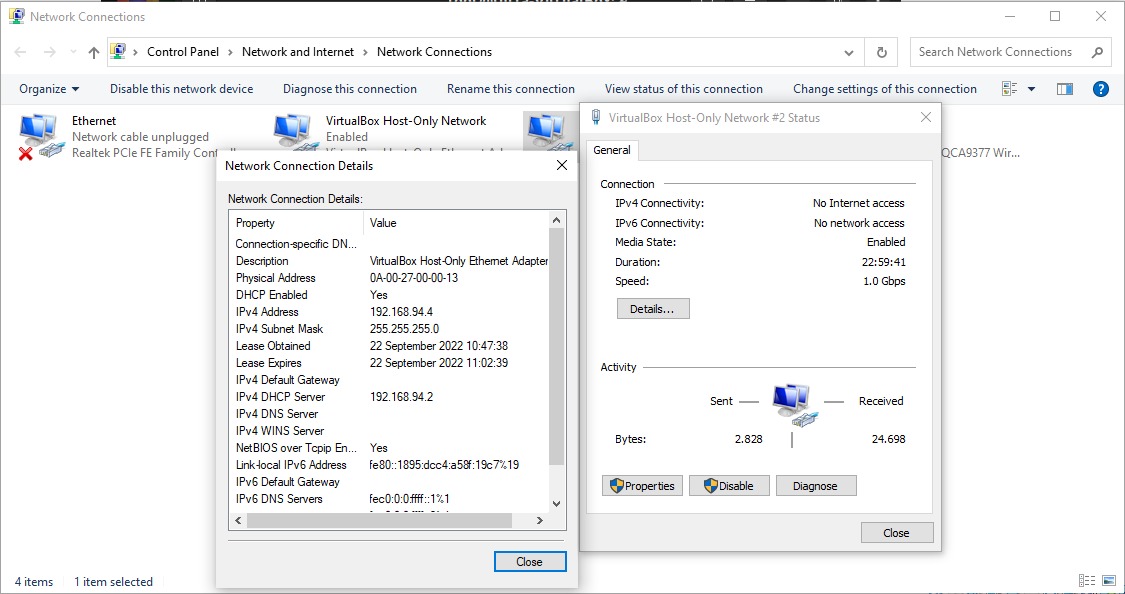 Network Connections
Control Panel > Network and Internet > Network Connections
Search Network Connections
Organize Disable this network device Diagnose this connection Rename this connection View status of this connection Change settings of this connection
Ethernet
Network cable unplugged
Realtek PCIe FE Family
VirtualBox Host-Only Network
Enabled
QCA9377 Wir...
Network Connection Details
Network Connection Details:
Property Value
Connection-specific DN...
Description VirtualBox Host-Only Ethernet Adapter
Physical Address 0A-00-27-00-00-13
DHCP Enabled Yes
IPv4 Address 192.168.94.4
IPv4 Subnet Mask 255.255.255.0
Lease Obtained 22 September 2022 10:47:38
Lease Expires 22 September 2022 11:02:39
IPv4 Default Gateway
IPv4 DHCP Server 192.168.94.2
IPv4 DNS Server
IPv4 WINS Server
NetBIOS over Tcpip En... Yes
Link-local IPv6 Address fe80::1895:dcc4:a58f:19c7%19
IPv6 Default Gateway
IPv6 DNS Servers fec0:0:0:ffff::1%1
Close
VirtualBox Host-Only Network #2 Status
General
Connection
IPv4 Connectivity: No Internet access
IPv6 Connectivity: No network access
Media State: Enabled
Duration: 22:59:41
Speed: 1.0 Gbps
Details...
Activity
Sent Received
Bytes: 2.828 24.698
Properties Disable Diagnose
Close
4 items 1 item selected